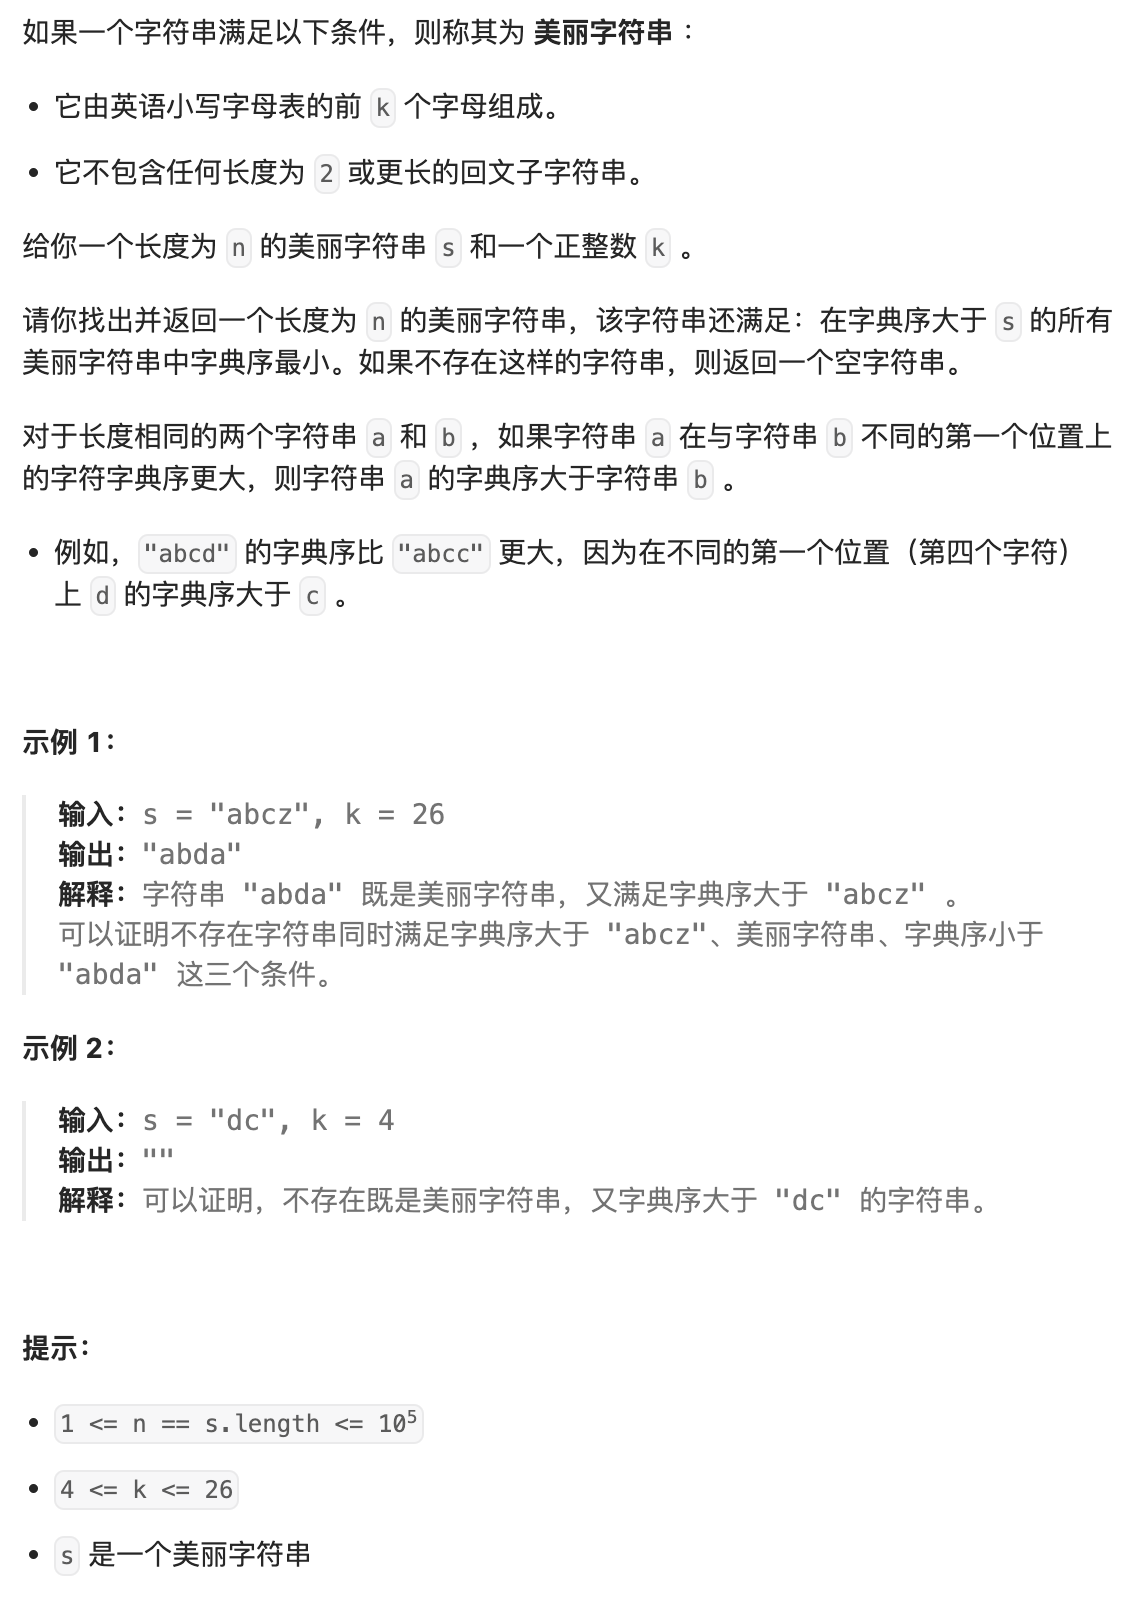 如果一个字符串满足以下条件，则称其为 美丽字符串 ：
• 它由英语小写字母表的前 k 个字母组成。
• 它不包含任何长度为 2 或更长的回文子字符串。
给你一个长度为 n 的美丽字符串 s 和一个正整数 k 。
请你找出并返回一个长度为 n 的美丽字符串，该字符串还满足：在字典序大于 s 的所有
美丽字符串中字典序最小。如果不存在这样的字符串，则返回一个空字符串。
对于长度相同的两个字符串 a 和 b ，如果字符串 a 在与字符串 b 不同的第一个位置上
的字符字典序更大，则字符串 a 的字典序大于字符串 b 。
• 例如，"abcd" 的字典序比 "abcc" 更大，因为在不同的第一个位置（第四个字符）
上 d 的字典序大于 c 。
示例 1：
输入：s = "abcz", k = 26
输出："abda"
解释：字符串 "abda" 既是美丽字符串，又满足字典序大于 "abcz" 。
可以证明不存在字符串同时满足字典序大于 "abcz"、美丽字符串、字典序小于
"abda" 这三个条件。
示例 2：
输入：s = "dc", k = 4
输出：""
解释：可以证明，不存在既是美丽字符串，又字典序大于 "dc" 的字符串。
提示：
• 1 <= n == s.length <= 10⁵
• 4 <= k <= 26
• s 是一个美丽字符串